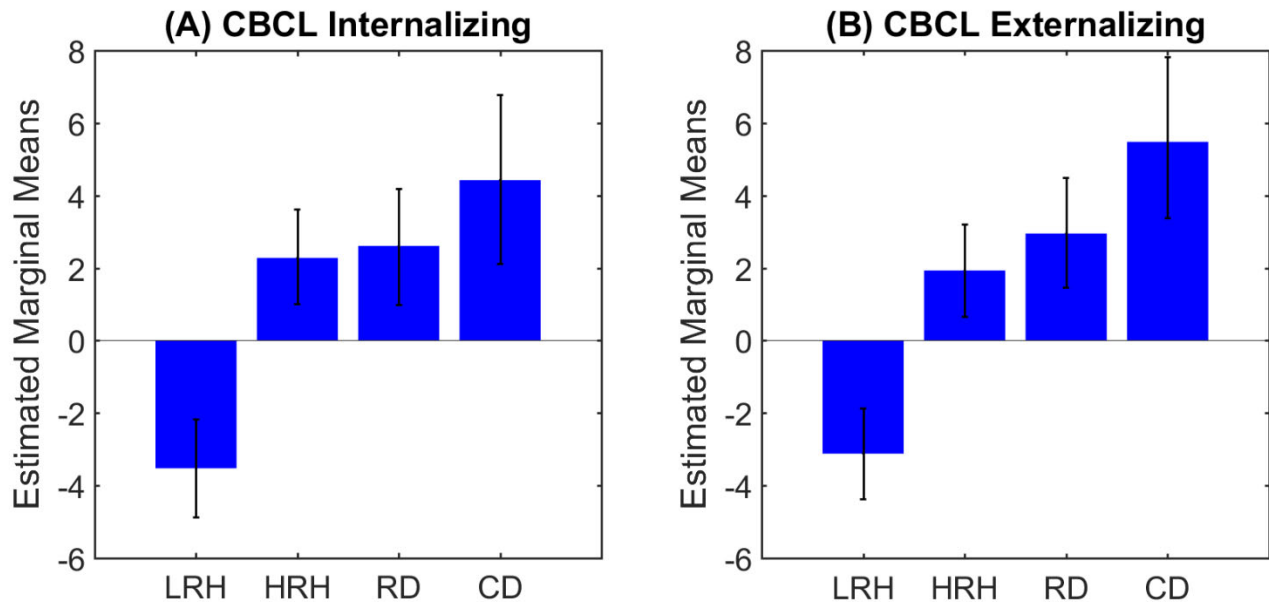 (A) CBCL Internalizing
Estimated Marginal Means
8
6
4
2
0
-2
-4
-6
LRH HRH RD CD
(B) CBCL Externalizing
Estimated Marginal Means
8
6
4
2
0
-2
-4
-6
LRH HRH RD CD